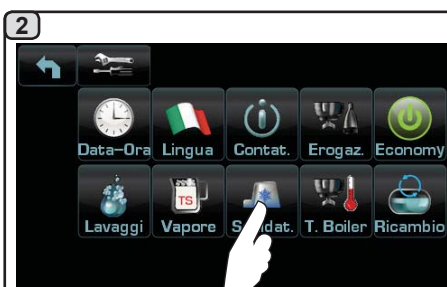 2
Data-Ora Lingua Contat. Erogaz. Economy
TS
Lavaggi Vapore T. Boiler Ricambio